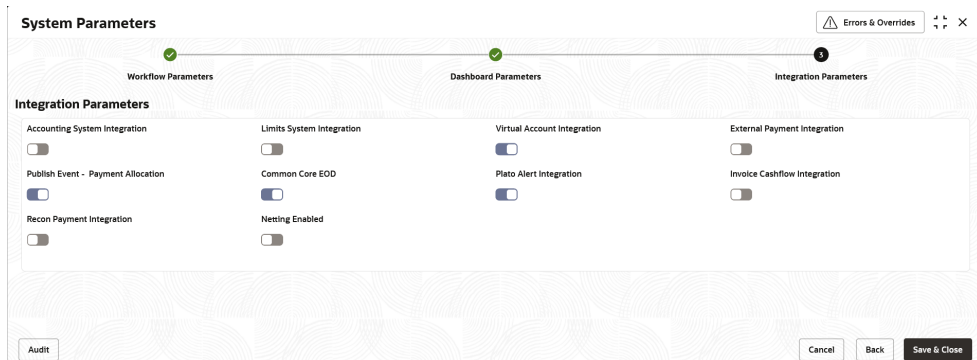 System Parameters
Errors & Overrides
3
Workflow Parameters
Dashboard Parameters
Integration Parameters
Integration Parameters
Accounting System Integration
Limits System Integration
Virtual Account Integration
External Payment Integration
Publish Event - Payment Allocation
Common Core EOD
Plato Alert Integration
Invoice Cashflow Integration
Recon Payment Integration
Netting Enabled
Audit
Cancel
Back
Save & Close